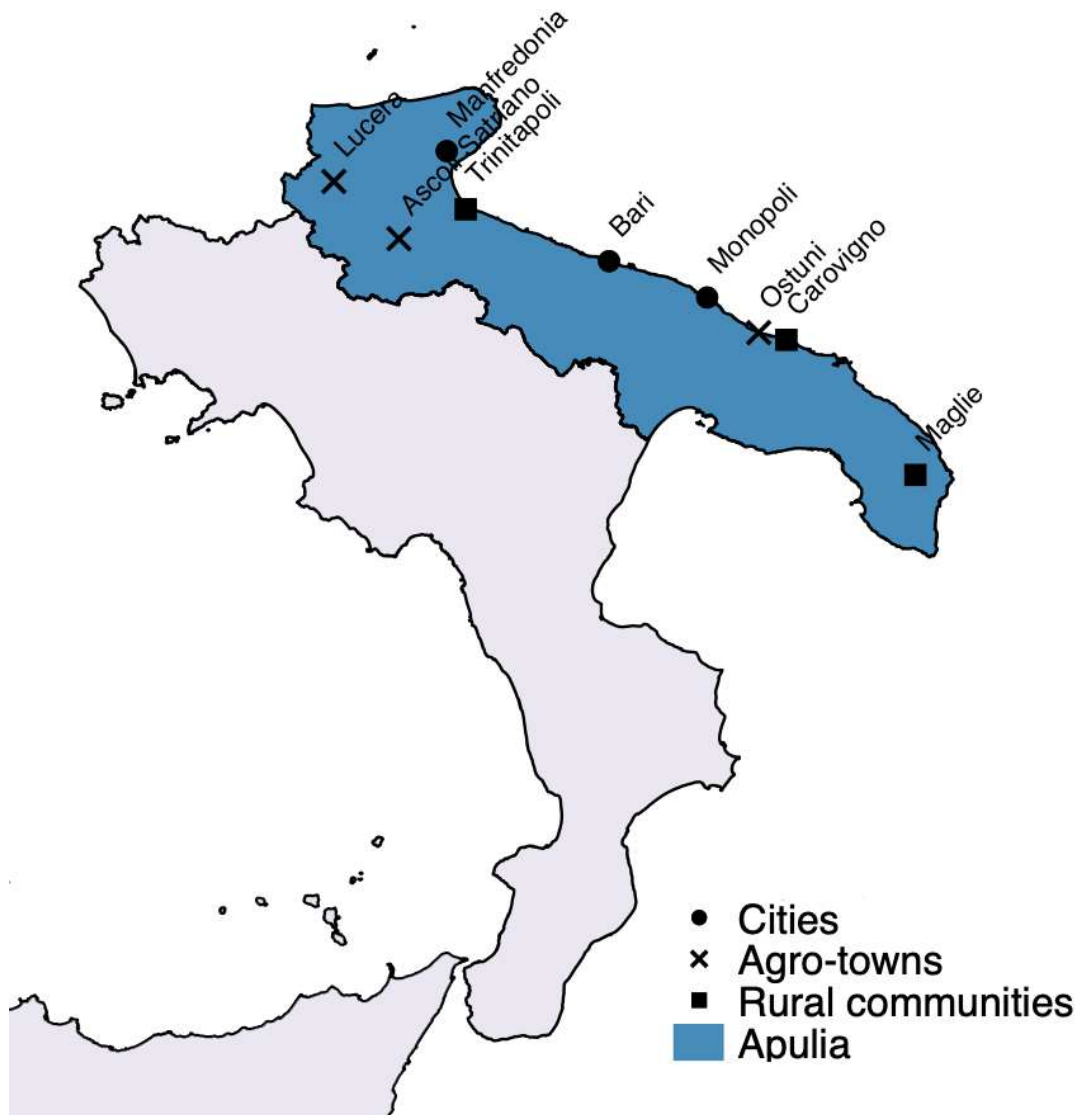 Manfredonia
Lucera
Ascoli Satriano
Trinitapoli
Bari
Monopoli
Ostuni
Carovigno
Maglie
Cities
Agro-towns
Rural communities
Apulia